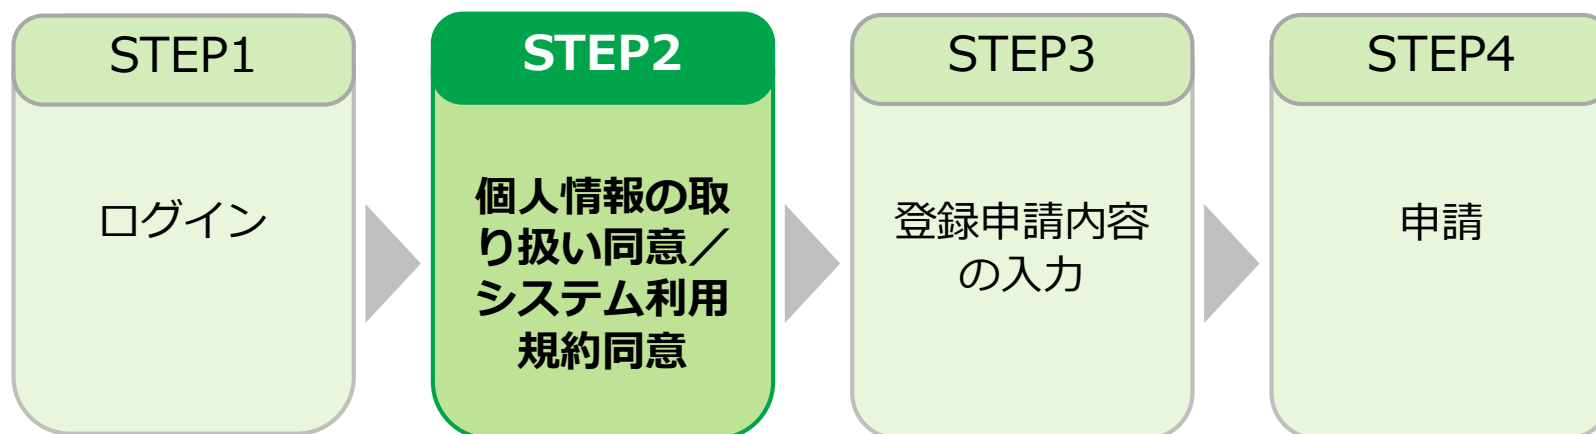 STEP1
ログイン
STEP2
個人情報の取
り扱い同意／
システム利用
規約同意
STEP3
登録申請内容
の入力
STEP4
申請